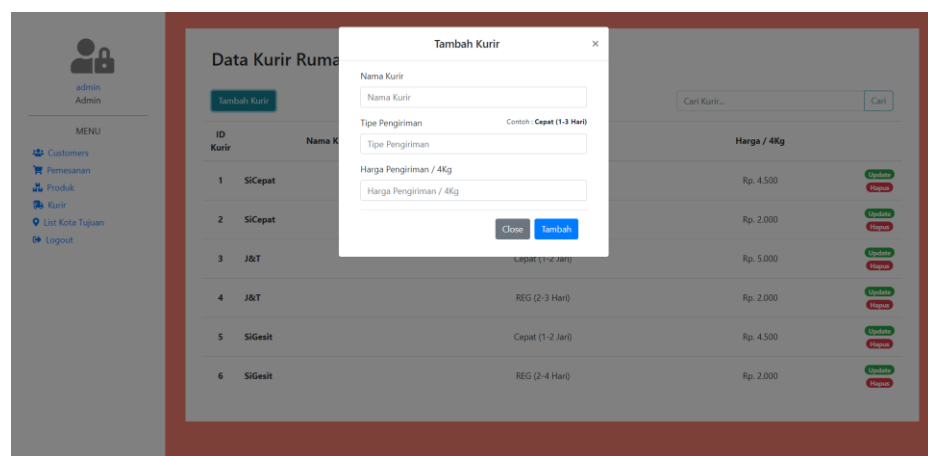 admin
Admin
MENU
Customers
Pemesanan
Produk
Kurir
List Kota Tujuan
Logout
Data Kurir Ruma
Tambah Kurir
Cari Kurir...
Cari
ID Kurir
Nama K
Harga / 4Kg
1 SiCepat Rp. 4.500 Update Hapus
2 SiCepat Rp. 2.000 Update Hapus
3 J&T Cepat (1-2 Jari) Rp. 5.000 Update Hapus
4 J&T REG (2-3 Hari) Rp. 2.000 Update Hapus
5 SiGesit Cepat (1-2 Jari) Rp. 4.500 Update Hapus
6 SiGesit REG (2-4 Hari) Rp. 2.000 Update Hapus
Tambah Kurir ×
Nama Kurir
Nama Kurir
Tipe Pengiriman Contoh : Cepat (1-3 Hari)
Tipe Pengiriman
Harga Pengiriman / 4Kg
Harga Pengiriman / 4Kg
Close Tambah